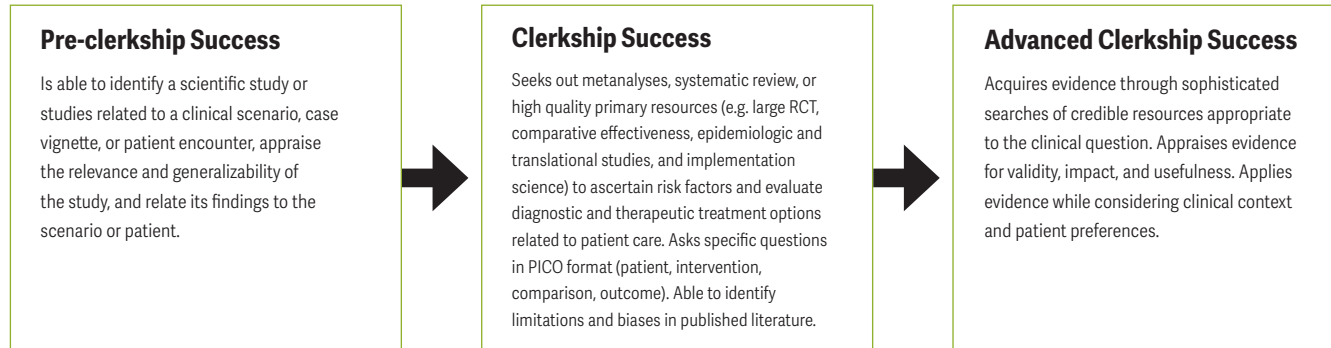 Pre-clerkship Success
Is able to identify a scientific study or
studies related to a clinical scenario, case
vignette, or patient encounter, appraise
the relevance and generalizability of
the study, and relate its findings to the
scenario or patient.
Clerkship Success
Seeks out metanalyses, systematic review, or
high quality primary resources (e.g. large RCT,
comparative effectiveness, epidemiologic and
translational studies, and implementation
science) to ascertain risk factors and evaluate
diagnostic and therapeutic treatment options
related to patient care. Asks specific questions
in PICO format (patient, intervention,
comparison, outcome). Able to identify
limitations and biases in published literature.
Advanced Clerkship Success
Acquires evidence through sophisticated
searches of credible resources appropriate
to the clinical question. Appraises evidence
for validity, impact, and usefulness. Applies
evidence while considering clinical context
and patient preferences.